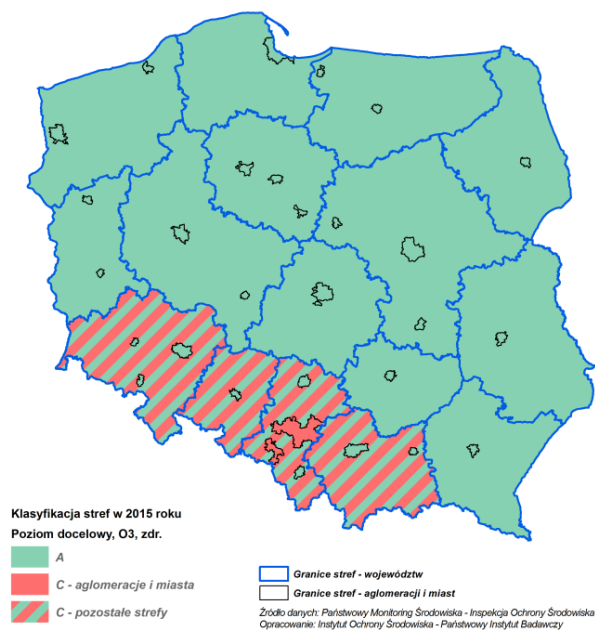 Klasyfikacja stref w 2015 roku
Poziom docelowy, O3, zdr.
A
C - aglomeracje i miasta
C - pozostałe strefy
Granice stref - województw
Granice stref - aglomeracji i miast
Źródło danych: Państwowy Monitoring Środowiska - Inspekcja Ochrony Środowiska
Opracowanie: Instytut Ochrony Środowiska - Państwowy Instytut Badawczy